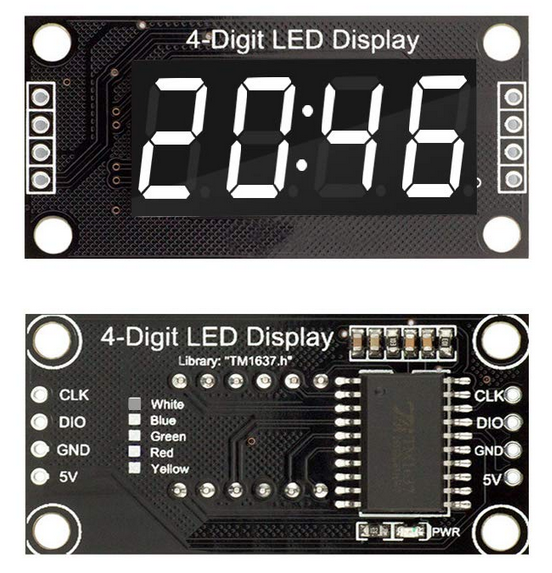 4-Digit LED Display
20:46
4-Digit LED Display
Library: "TM1637.h"
CLK
DIO
GND
5V
White
Blue
Green
Red
Yellow
CLK
DIO
GND
5V
PWR